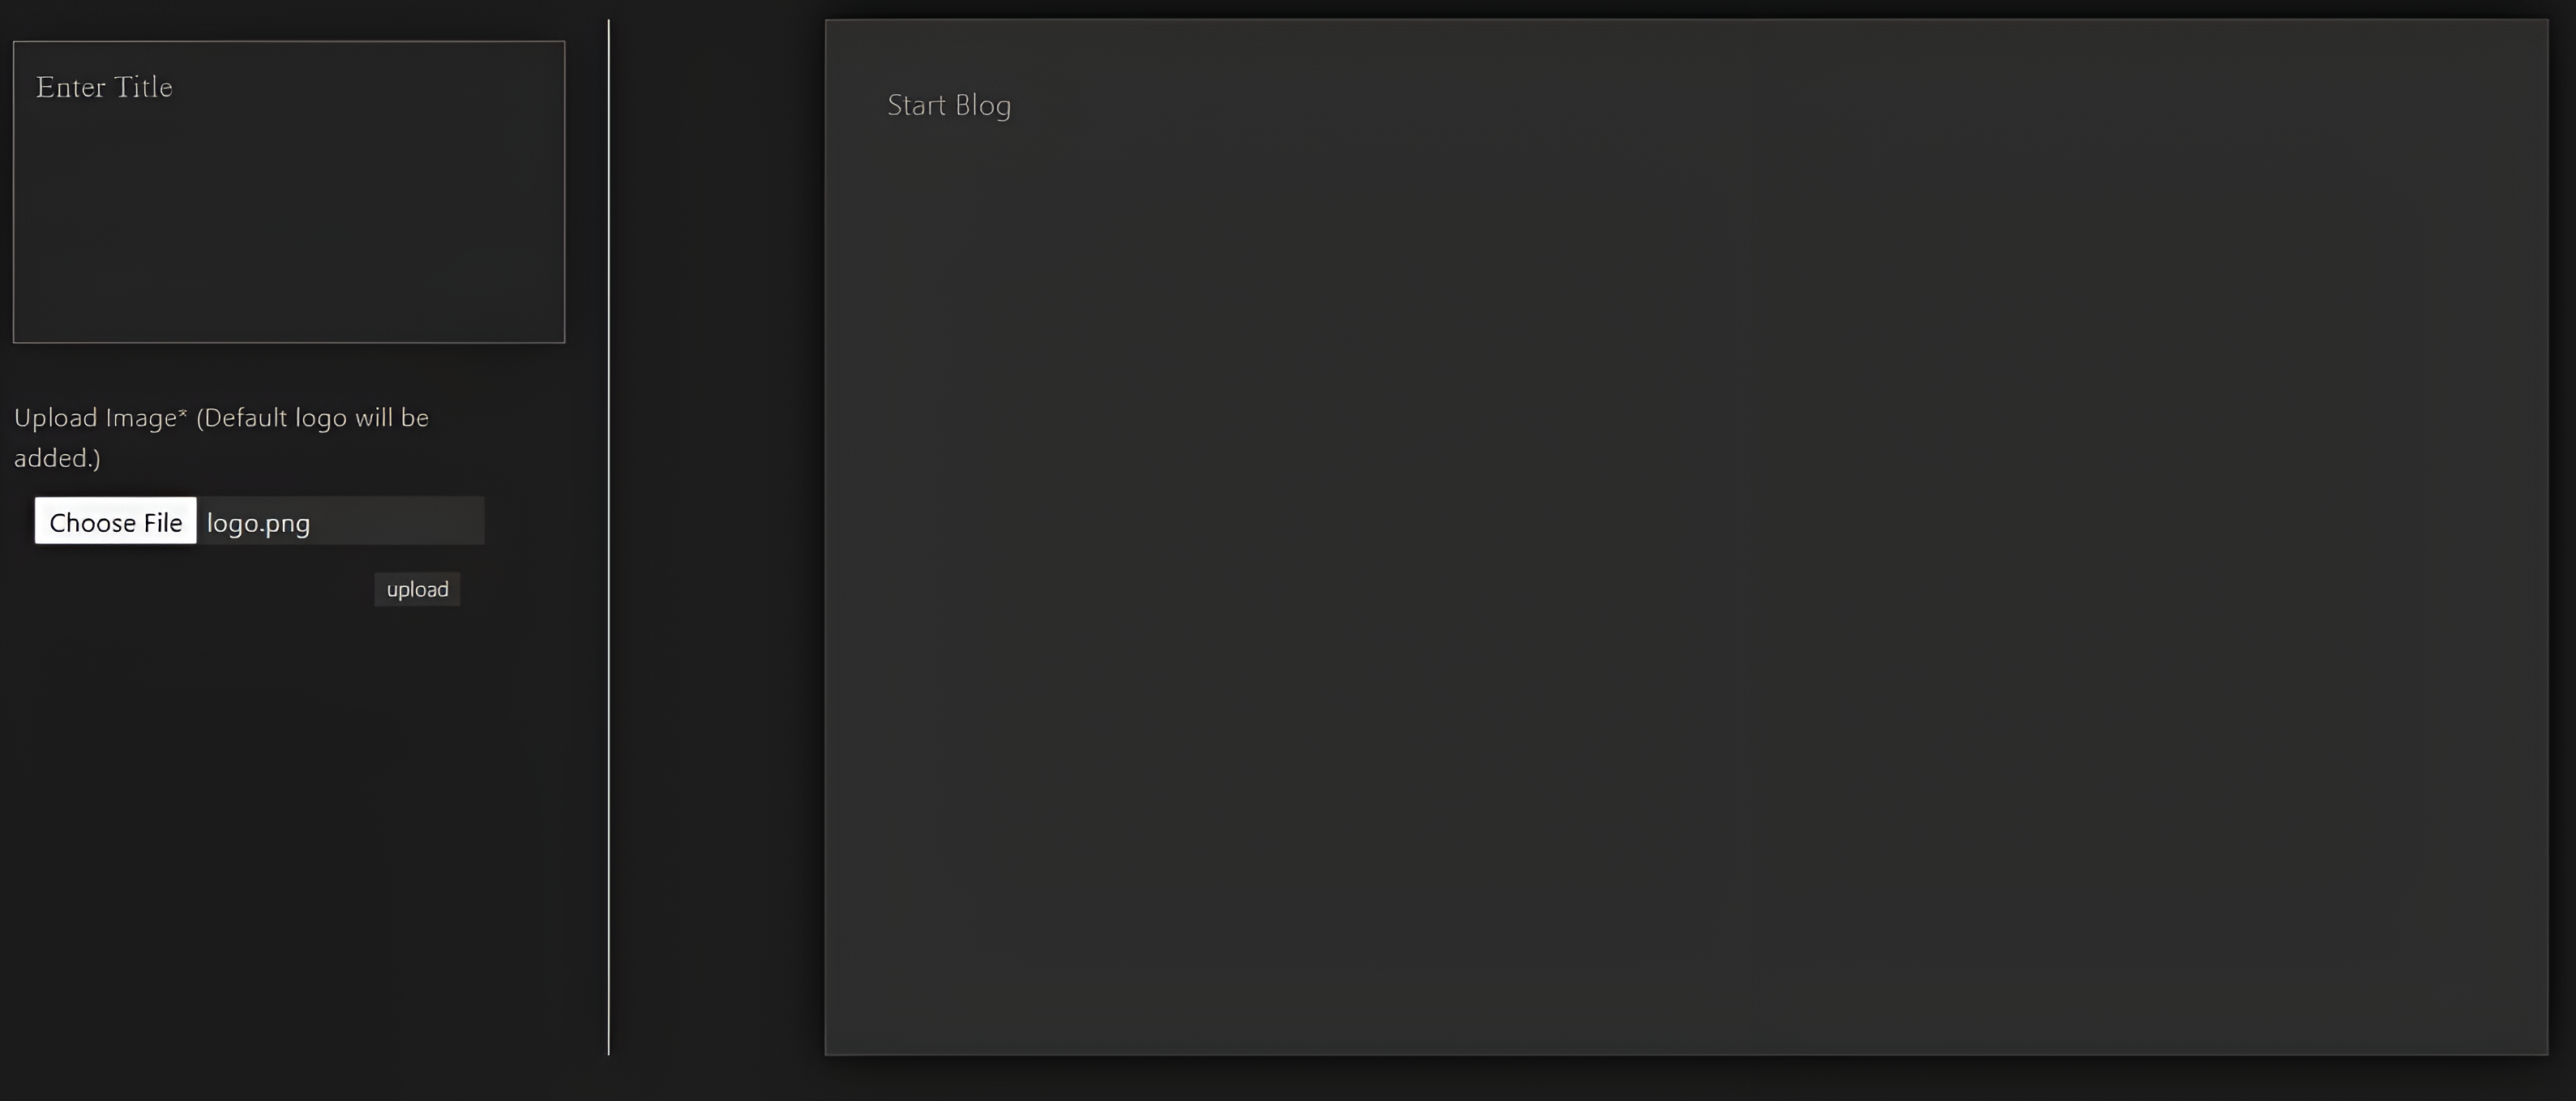 Enter Title
Upload Image* (Default logo will be
added.)
Choose File logo.png
upload
Start Blog